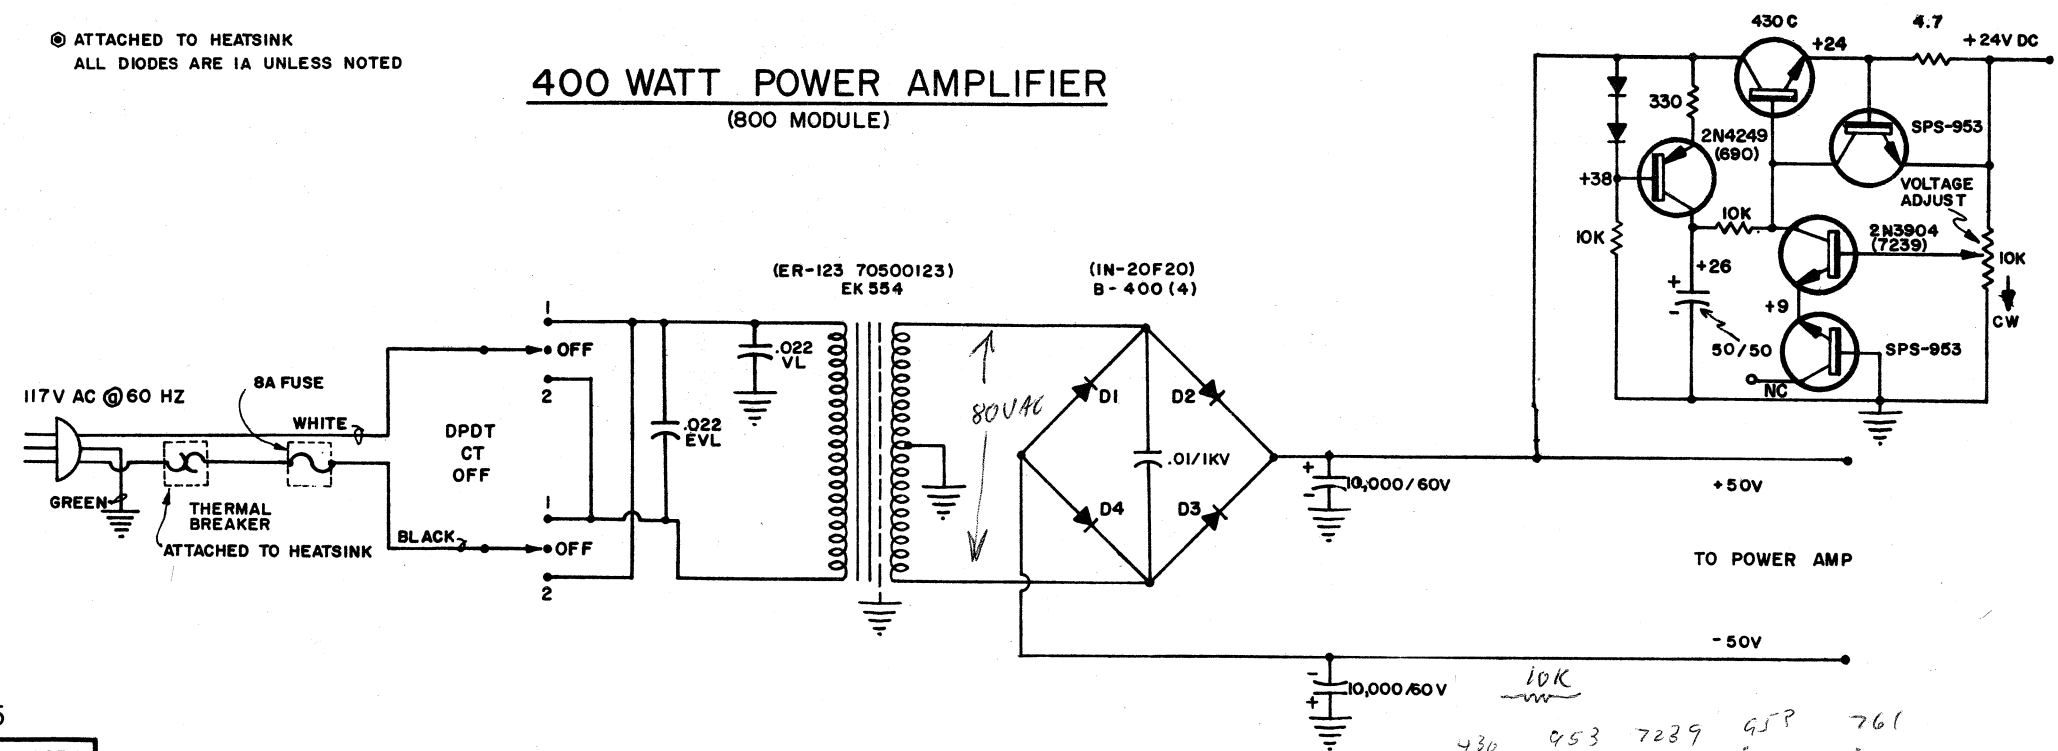 ATTACHED TO HEATSINK
ALL DIODES ARE 1A UNLESS NOTED
400 WATT POWER AMPLIFIER
(800 MODULE)
430 C
4.7
+24
+24V DC
330
2N4249
(690)
SPS-953
+38
VOLTAGE
ADJUST
10K
10K
2N3904
(7239)
10K
+26
+
-
+9
CW
50/50
SPS-953
NC
(ER-123 70500123)
EK 554
(IN-20F20)
B-400 (4)
1
OFF
2
.022
VL
.022
EVL
80VAC
D1
D2
D4
D3
.01/1KV
117V AC @ 60 HZ
8A FUSE
WHITE
DPDT
CT
OFF
GREEN
THERMAL
BREAKER
ATTACHED TO HEATSINK
BLACK
1
OFF
2
+
-
10,000/60V
+50V
TO POWER AMP
-50V
-
+
10,000/60V
10K
430 953 7239 953 761
5